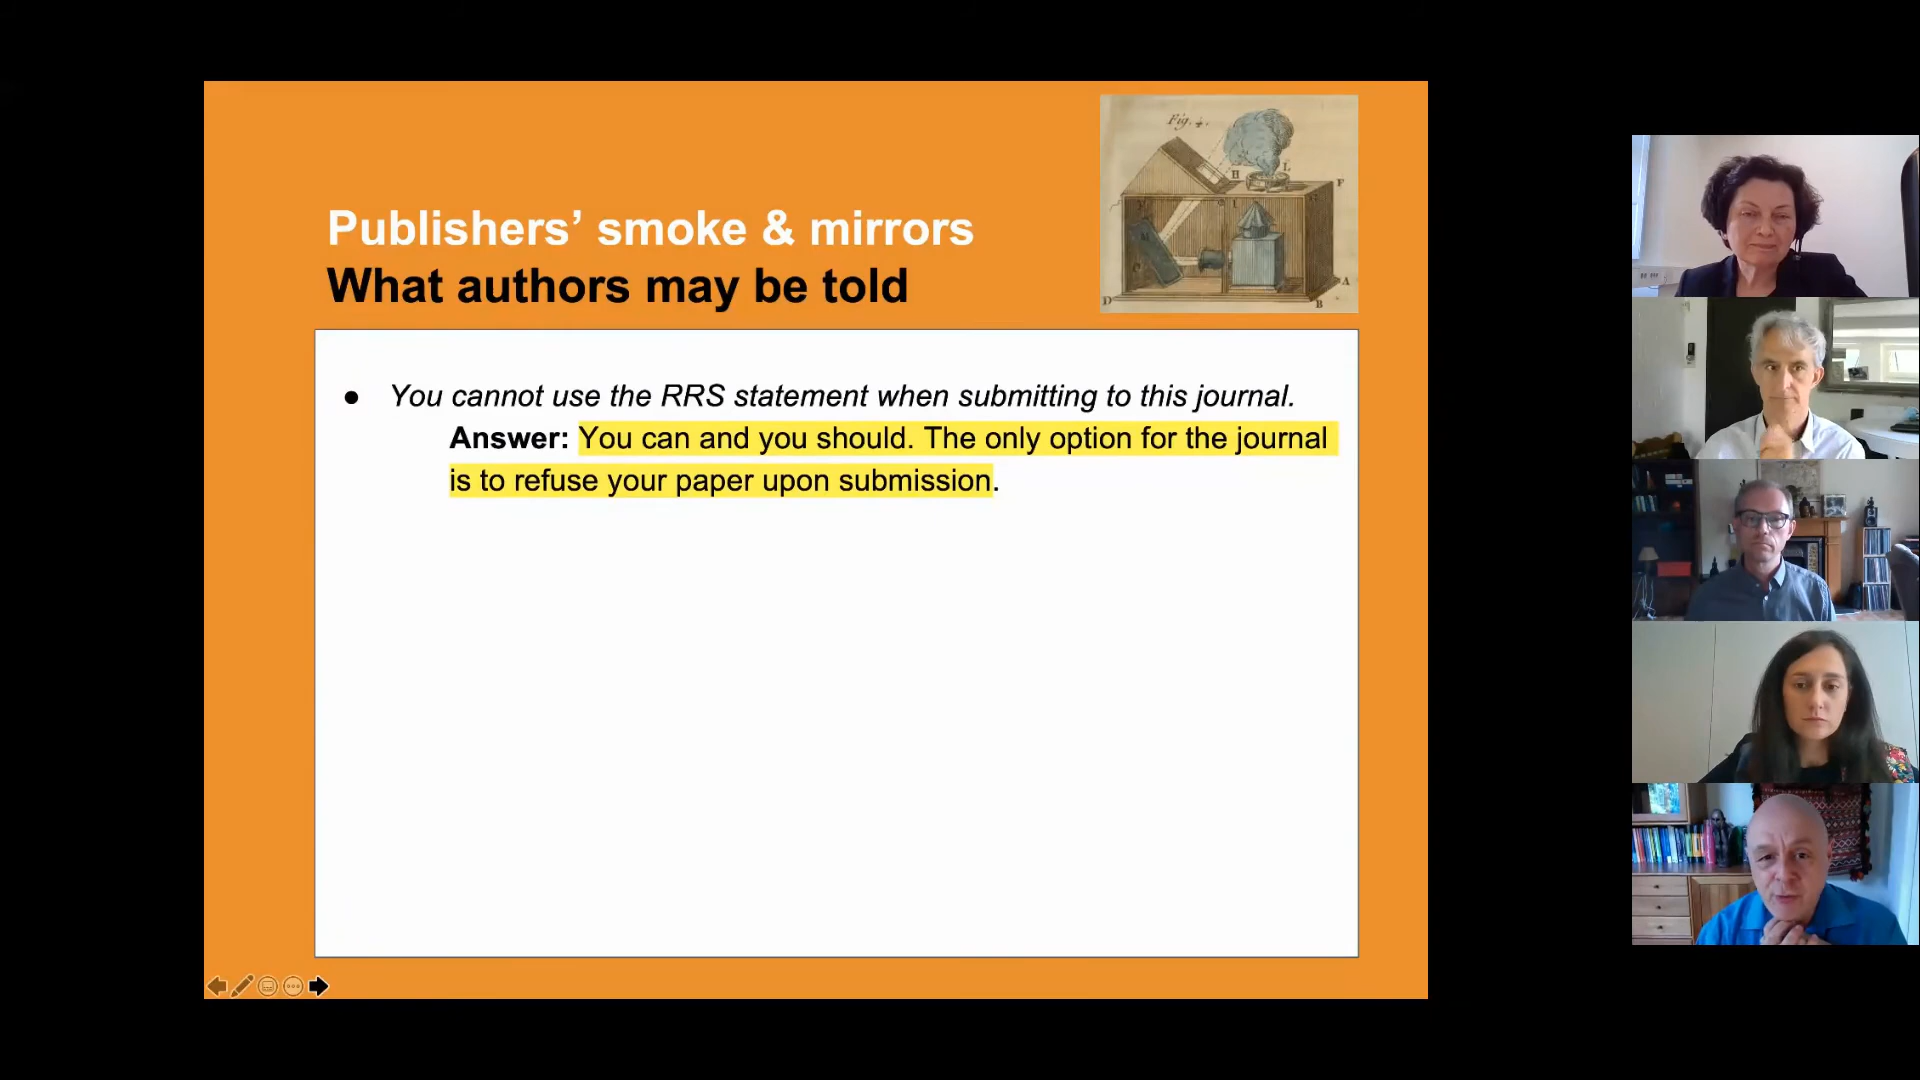 Fig. 4.
H
L
F
A
B
D
Publishers’ smoke & mirrors
What authors may be told
● You cannot use the RRS statement when submitting to this journal.
Answer: You can and you should. The only option for the journal
is to refuse your paper upon submission.